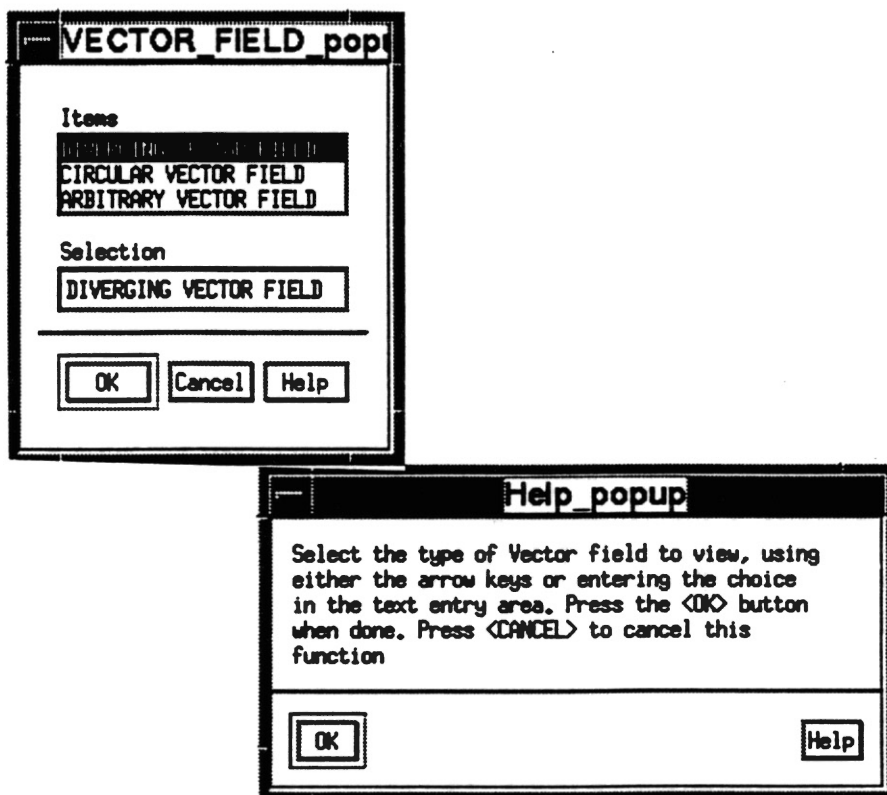 VECTOR_FIELD_popu
Items
CIRCULAR VECTOR FIELD
ARBITRARY VECTOR FIELD
Selection
DIVERGING VECTOR FIELD
OK Cancel Help
Help_popup
Select the type of Vector field to view, using
either the arrow keys or entering the choice
in the text entry area. Press the <OK> button
when done. Press <CANCEL> to cancel this
function
OK Help